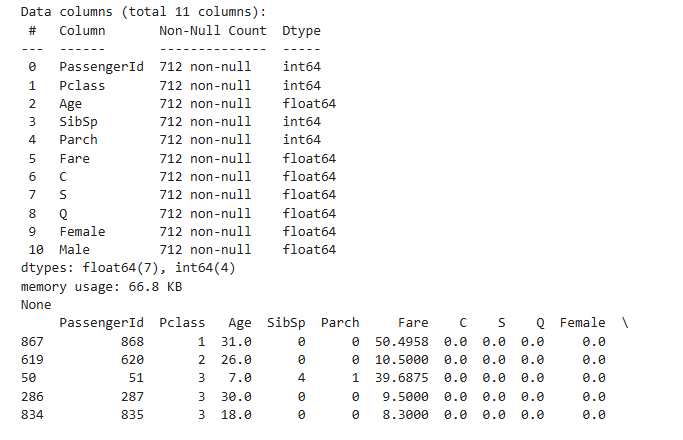 Data columns (total 11 columns):
 #   Column       Non-Null Count  Dtype
---  ------       --------------  -----
 0   PassengerId  712 non-null    int64
 1   Pclass       712 non-null    int64
 2   Age          712 non-null    float64
 3   SibSp        712 non-null    int64
 4   Parch        712 non-null    int64
 5   Fare         712 non-null    float64
 6   C            712 non-null    float64
 7   S            712 non-null    float64
 8   Q            712 non-null    float64
 9   Female       712 non-null    float64
 10  Male         712 non-null    float64
dtypes: float64(7), int64(4)
memory usage: 66.8 KB
None
     PassengerId  Pclass   Age  SibSp  Parch     Fare    C    S    Q  Female  \
867          868       1  31.0      0      0  50.4958  0.0  0.0  0.0     0.0
619          620       2  26.0      0      0  10.5000  0.0  0.0  0.0     0.0
50            51       3   7.0      4      1  39.6875  0.0  0.0  0.0     0.0
286          287       3  30.0      0      0   9.5000  0.0  0.0  0.0     0.0
834          835       3  18.0      0      0   8.3000  0.0  0.0  0.0     0.0